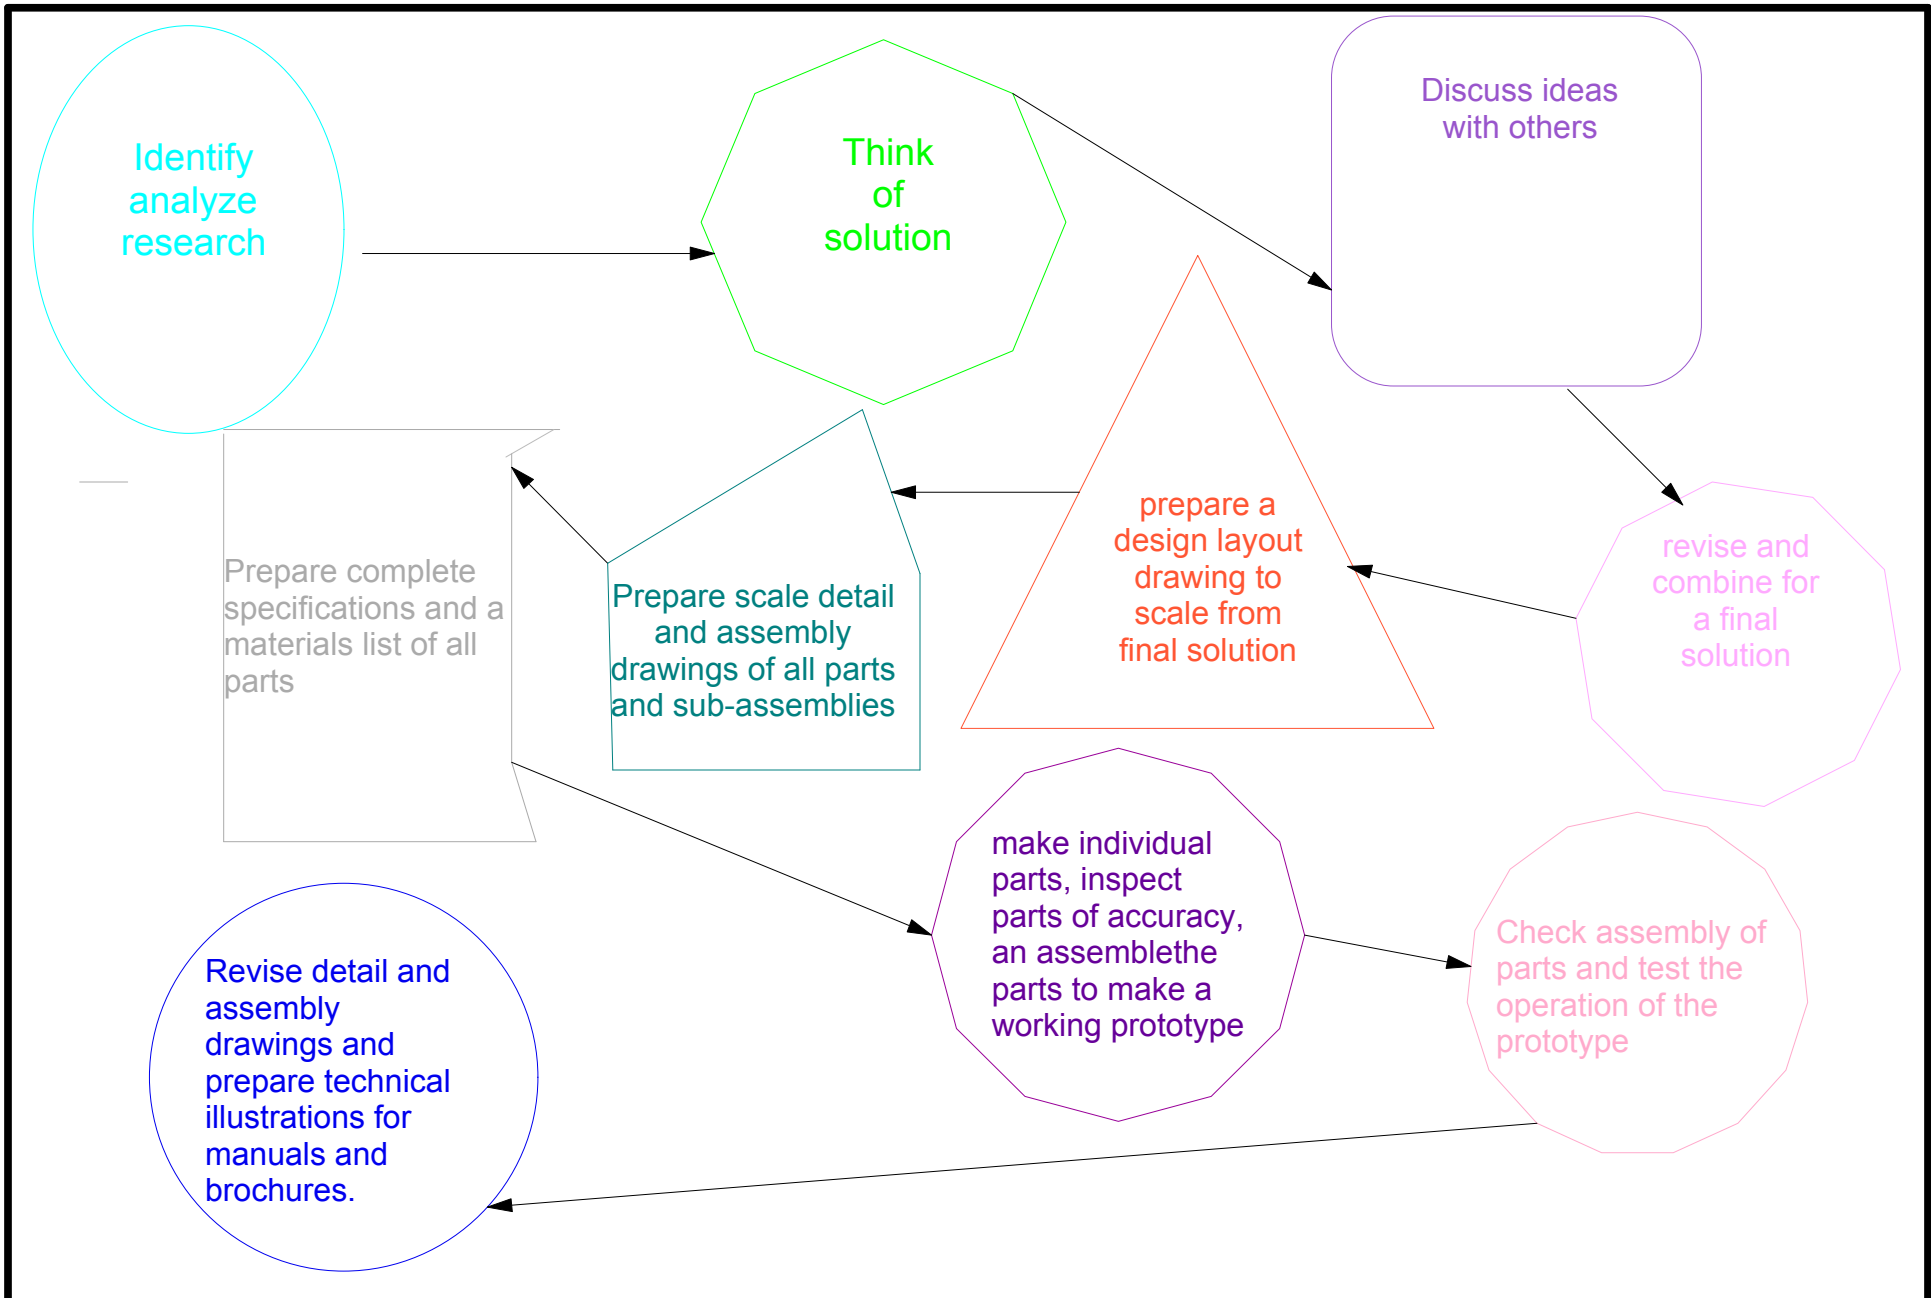 Identify
analyze
research
Think
of
solution
Discuss ideas
with others
revise and
combine for
a final
solution
prepare a
design layout
drawing to
scale from
final solution
Prepare scale detail
and assembly
drawings of all parts
and sub-assemblies
Prepare complete
specifications and a
materials list of all
parts
make individual
parts, inspect
parts of accuracy,
an assemblethe
parts to make a
working prototype
Check assembly of
parts and test the
operation of the
prototype
Revise detail and
assembly
drawings and
prepare technical
illustrations for
manuals and
brochures.